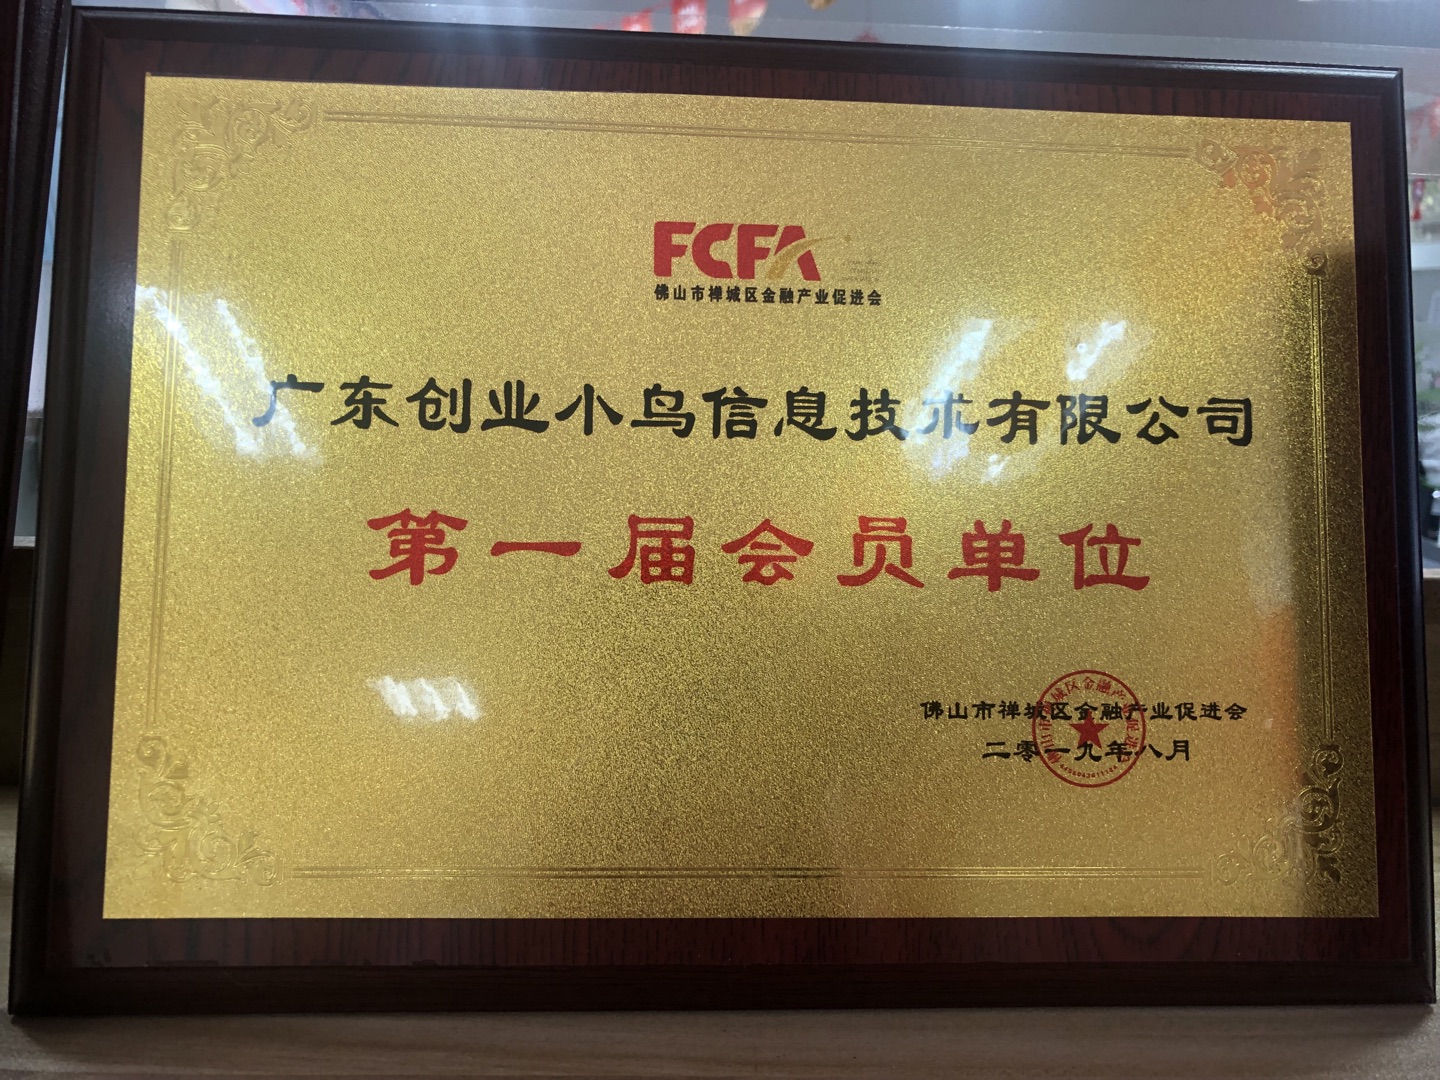 FCFA
佛山市禅城区金融产业促进会
广东创业小鸟信息技术有限公司
第一届会员单位
佛山市禅城区金融产业促进会
二零一九年八月